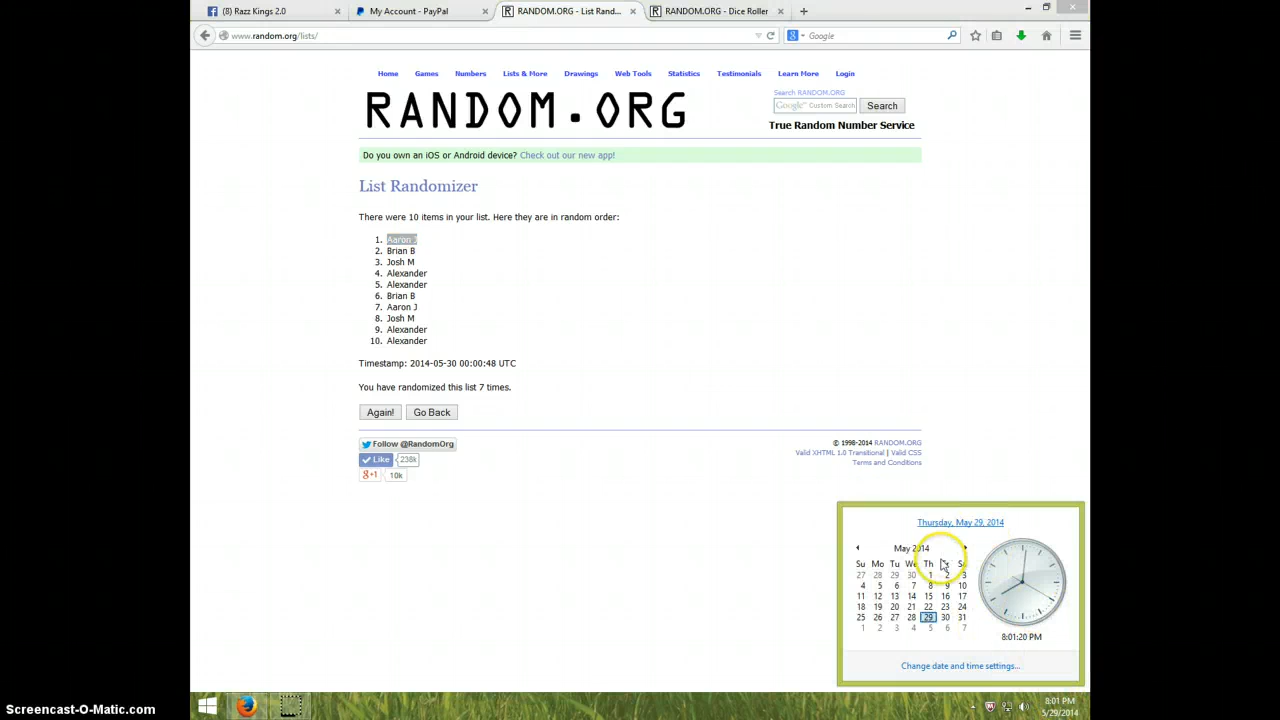 (8) Razz Kings 2.0
My Account - PayPal
RANDOM.ORG - List Rand...
RANDOM.ORG - Dice Roller
www.random.org/lists/
Google
Home Games Numbers Lists & More Drawings Web Tools Statistics Testimonials Learn More Login
RANDOM.ORG
Search RANDOM.ORG
Google™ Custom Search
Search
True Random Number Service
Do you own an iOS or Android device? Check out our new app!
List Randomizer
There were 10 items in your list. Here they are in random order:
1. Aaron J
2. Brian B
3. Josh M
4. Alexander
5. Alexander
6. Brian B
7. Aaron J
8. Josh M
9. Alexander
10. Alexander
Timestamp: 2014-05-30 00:00:48 UTC
You have randomized this list 7 times.
Again! Go Back
Follow @RandomOrg
Like 238k
g+1 10k
© 1998-2014 RANDOM.ORG
Valid XHTML 1.0 Transitional | Valid CSS
Terms and Conditions
Thursday, May 29, 2014
May 2014
Su Mo Tu We Th
27 28 29 30 1 2 3
4 5 6 7 8 9 10
11 12 13 14 15 16 17
18 19 20 21 22 23 24
25 26 27 28 29 30 31
1 2 3 4 5 6 7
8:01:20 PM
Change date and time settings...
8:01 PM
5/29/2014
Screencast-O-Matic.com